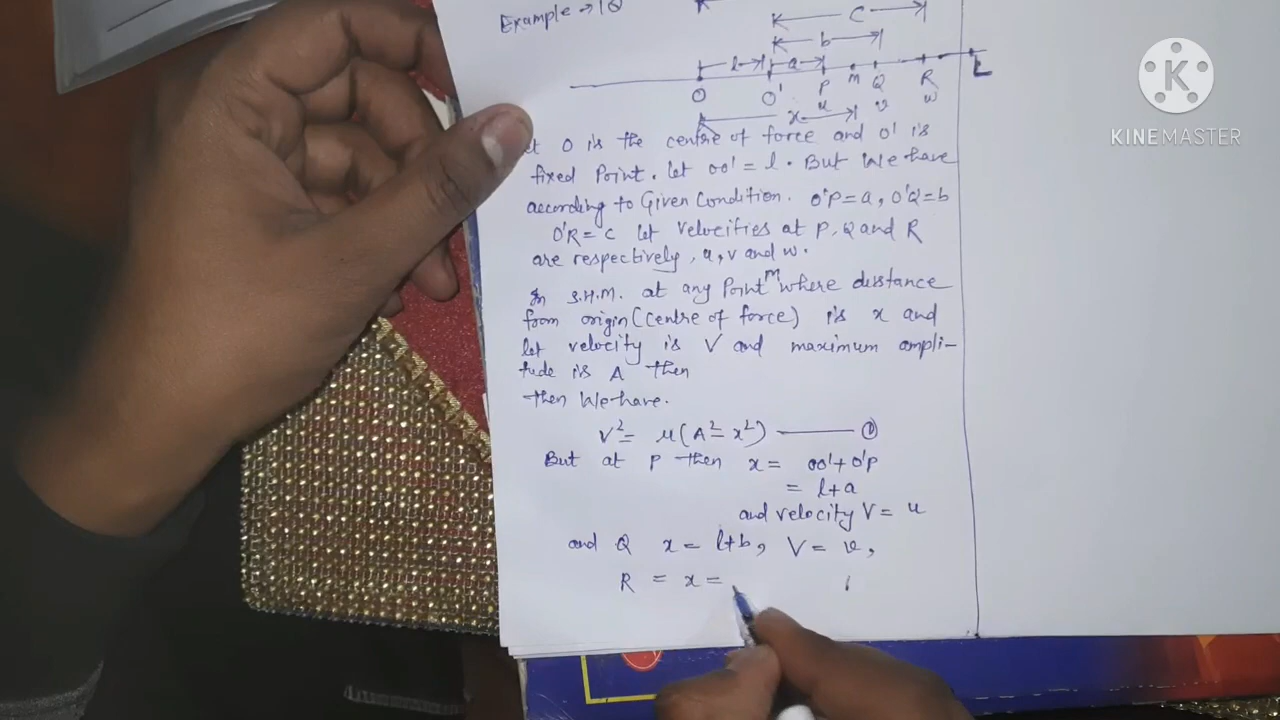 Example → 1Q
C
b
l a
O O' P M Q R L
u v w
x
Let O is the centre of force and O' is
fixed Point. let OO' = l. But We have
according to Given Condition. O'P=a, O'Q=b
O'R=c let velocities at P, Q and R
are respectively, u, v and w.
In S.H.M. at any Point M where distance
from origin (centre of force) is x and
let velocity is V and maximum ampli-
tude is A then
then We have.
V² = μ(A²-x²) ——— ①
But at P then x = OO'+O'P
= l+a
and velocity V = u
and Q x = l+b, V = v,
R = x =
K
KINEMASTER